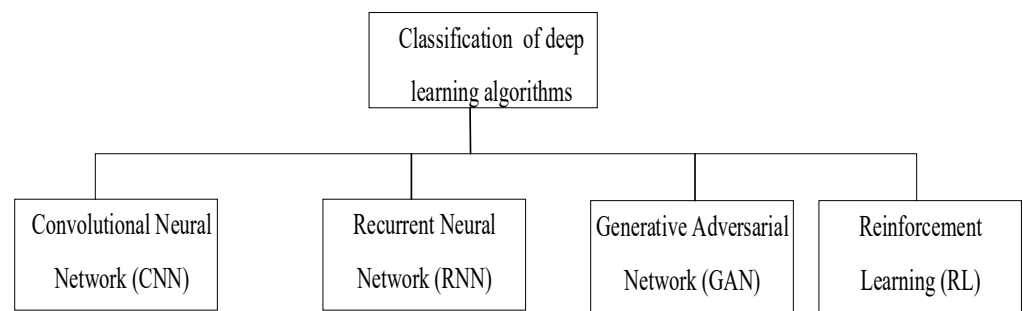 Classification of deep
learning algorithms
Convolutional Neural
Network (CNN)
Recurrent Neural
Network (RNN)
Generative Adversarial
Network (GAN)
Reinforcement
Learning (RL)